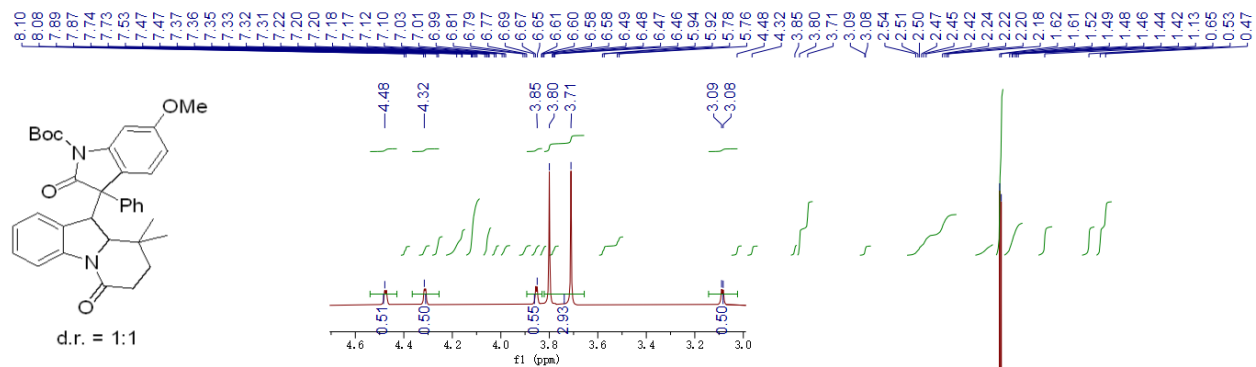 8.10 8.08 7.89 7.87 7.74 7.73 7.47 7.47 7.37 7.36 7.35 7.33 7.32 7.31 7.22 7.20 7.20 7.18 7.17 7.12 7.10 7.03 7.01 6.99 6.81 6.79 6.77 6.69 6.67 6.65 6.61 6.60 6.58 6.58 6.49 6.48 6.47 6.46 5.94 5.92 5.78 5.76 4.48 4.32 3.85 3.80 3.71 3.09 3.08 2.54 2.51 2.50 2.47 2.45 2.42 2.24 2.22 2.20 2.18 1.62 1.61 1.52 1.49 1.48 1.46 1.44 1.42 1.13 0.65 0.53 0.47
4.48 4.32 3.85 3.80 3.71 3.09 3.08
OMe
Boc
N
O
Ph
N
O
d.r. = 1:1
0.51 0.50 0.55 2.93 0.50
4.6 4.4 4.2 4.0 3.8 3.6 3.4 3.2 3.0
f1 (ppm)